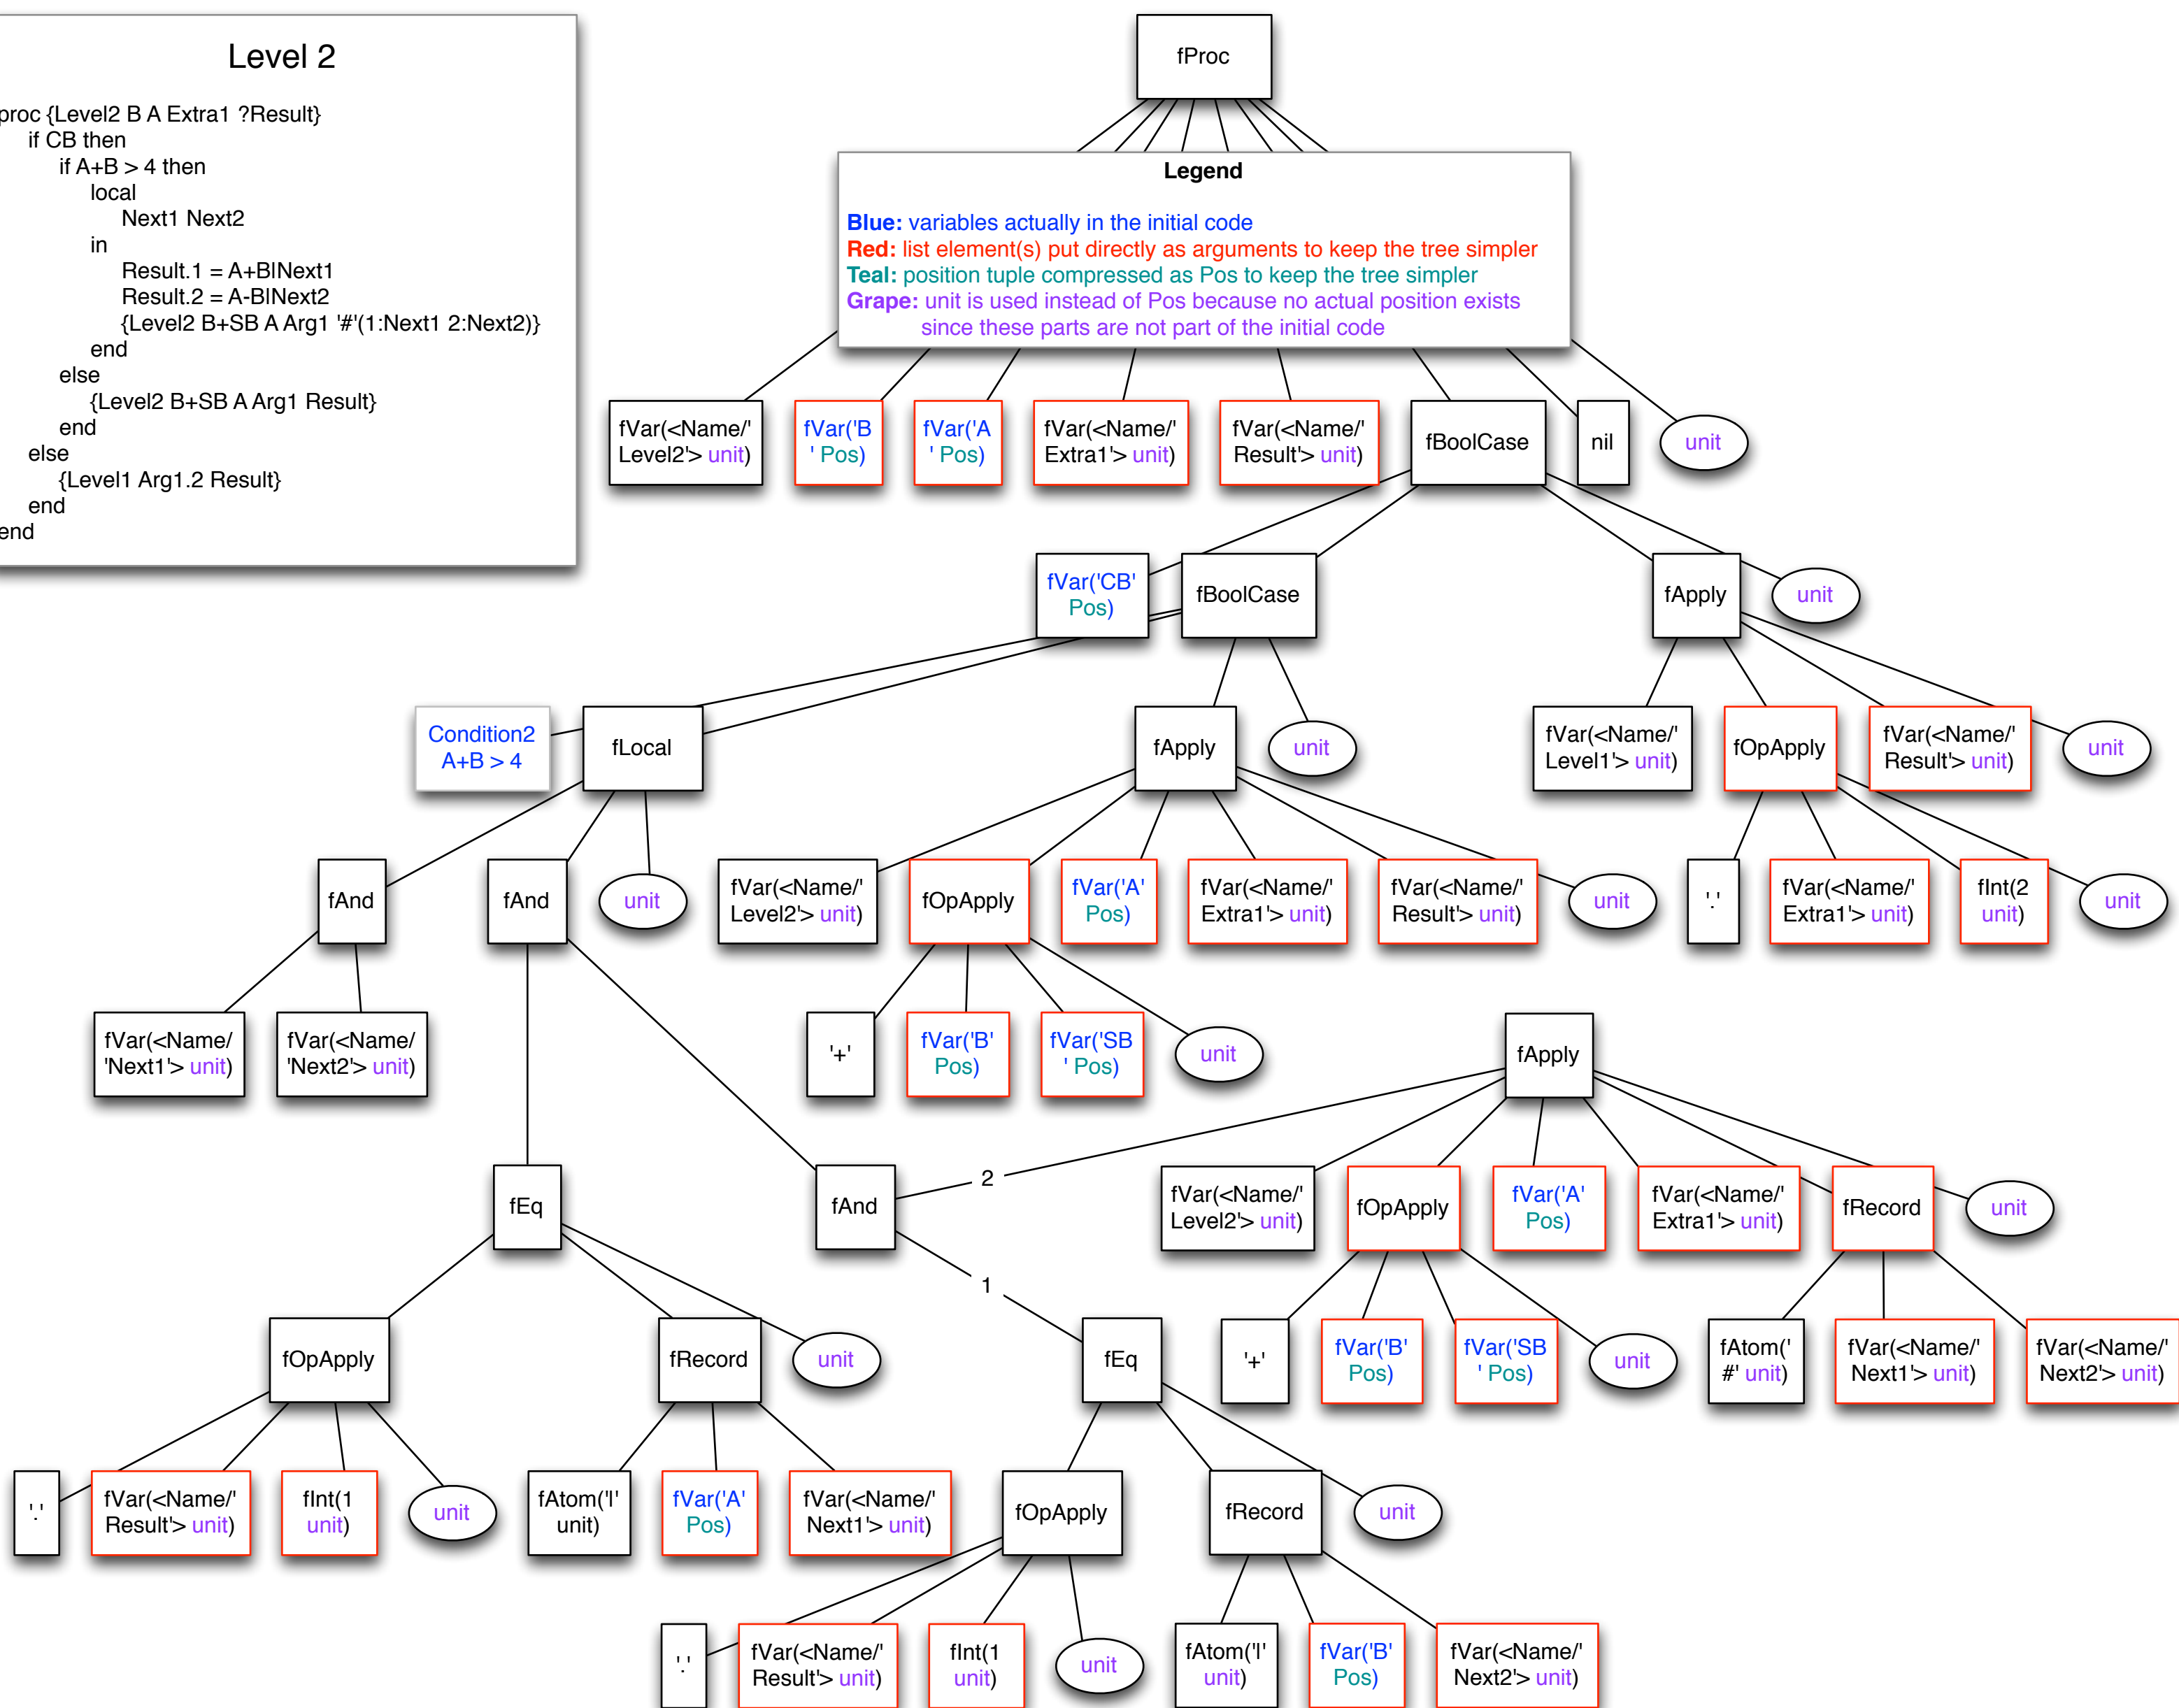 Level 2
proc {Level2 B A Extra1 ?Result}
if CB then
if A+B > 4 then
local
Next1 Next2
in
Result.1 = A+B|Next1
Result.2 = A-B|Next2
{Level2 B+SB A Arg1 '#'(1:Next1 2:Next2)}
end
else
{Level2 B+SB A Arg1 Result}
end
else
{Level1 Arg1.2 Result}
end
end
fProc
Legend
Blue: variables actually in the initial code
Red: list element(s) put directly as arguments to keep the tree simpler
Teal: position tuple compressed as Pos to keep the tree simpler
Grape: unit is used instead of Pos because no actual position exists
since these parts are not part of the initial code
fVar(<Name/'
Level2'> unit)
fVar('B
' Pos)
fVar('A
' Pos)
fVar(<Name/'
Extra1'> unit)
fVar(<Name/'
Result'> unit)
fBoolCase
nil
unit
fVar('CB'
Pos)
fBoolCase
fApply
unit
Condition2
A+B > 4
fLocal
fApply
unit
fVar(<Name/'
Level1'> unit)
fOpApply
fVar(<Name/'
Result'> unit)
unit
fAnd
fAnd
unit
fVar(<Name/'
Level2'> unit)
fOpApply
fVar('A'
Pos)
fVar(<Name/'
Extra1'> unit)
fVar(<Name/'
Result'> unit)
unit
'.'
fVar(<Name/'
Extra1'> unit)
fInt(2
unit)
unit
fVar(<Name/
'Next1'> unit)
fVar(<Name/
'Next2'> unit)
'+'
fVar('B'
Pos)
fVar('SB
' Pos)
unit
fApply
2
fEq
fAnd
fVar(<Name/'
Level2'> unit)
fOpApply
fVar('A'
Pos)
fVar(<Name/'
Extra1'> unit)
fRecord
unit
1
fOpApply
fRecord
unit
fEq
'+'
fVar('B'
Pos)
fVar('SB
' Pos)
unit
fAtom('
#' unit)
fVar(<Name/'
Next1'> unit)
fVar(<Name/'
Next2'> unit)
'.'
fVar(<Name/'
Result'> unit)
fInt(1
unit)
unit
fAtom('|'
unit)
fVar('A'
Pos)
fVar(<Name/'
Next1'> unit)
fOpApply
fRecord
unit
'.'
fVar(<Name/'
Result'> unit)
fInt(1
unit)
unit
fAtom('|'
unit)
fVar('B'
Pos)
fVar(<Name/'
Next2'> unit)